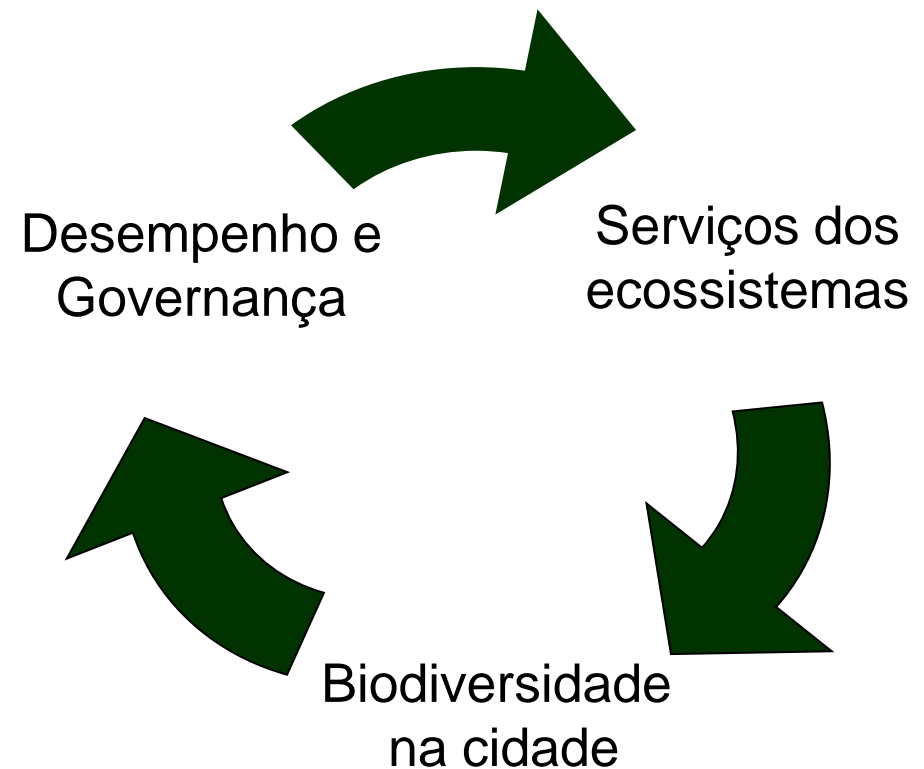 Desempenho e
Governança
Serviços dos
ecossistemas
Biodiversidade
na cidade